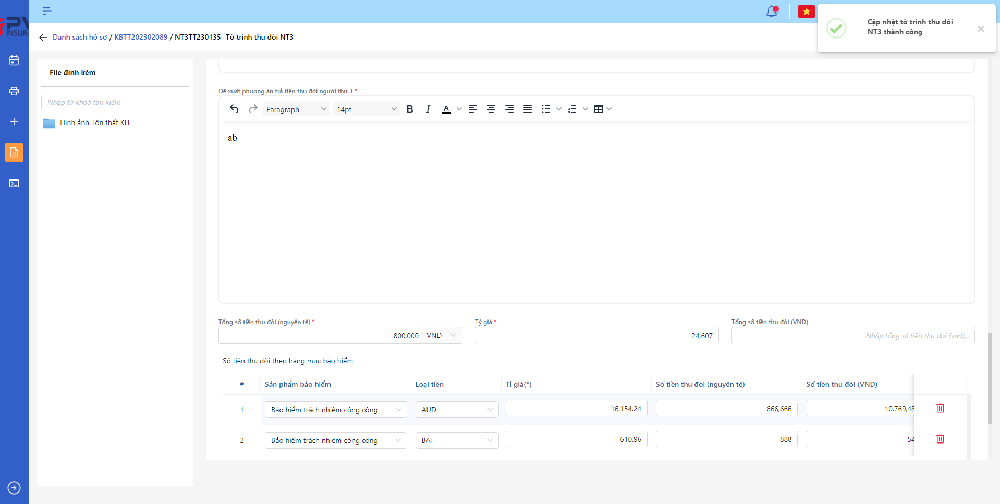 INSURA
Danh sách hồ sơ / KBTT202302089 / NT3TT230135- Tờ trình thu đòi NT3
Cập nhật tờ trình thu đòi
NT3 thành công
File đính kèm
Nhập từ khoá tìm kiếm
Hình ảnh Tổn thất KH
Đề xuất phương án trả tiền thu đòi người thứ 3 *
Paragraph 14pt B I A
ab
Tổng số tiền thu đòi (nguyên tệ) * Tỷ giá * Tổng số tiền thu đòi (VND)
800,000 VND 24,607 Nhập tổng số tiền thu đòi (vnd)...
Số tiền thu đòi theo hạng mục bảo hiểm
# Sản phẩm bảo hiểm Loại tiền Tỉ giá(*) Số tiền thu đòi (nguyên tệ) Số tiền thu đòi (VND)
1 Bảo hiểm trách nhiệm công cộng AUD 16,154.24 666,666 10,769,48
2 Bảo hiểm trách nhiệm công cộng BAT 610.96 888 54